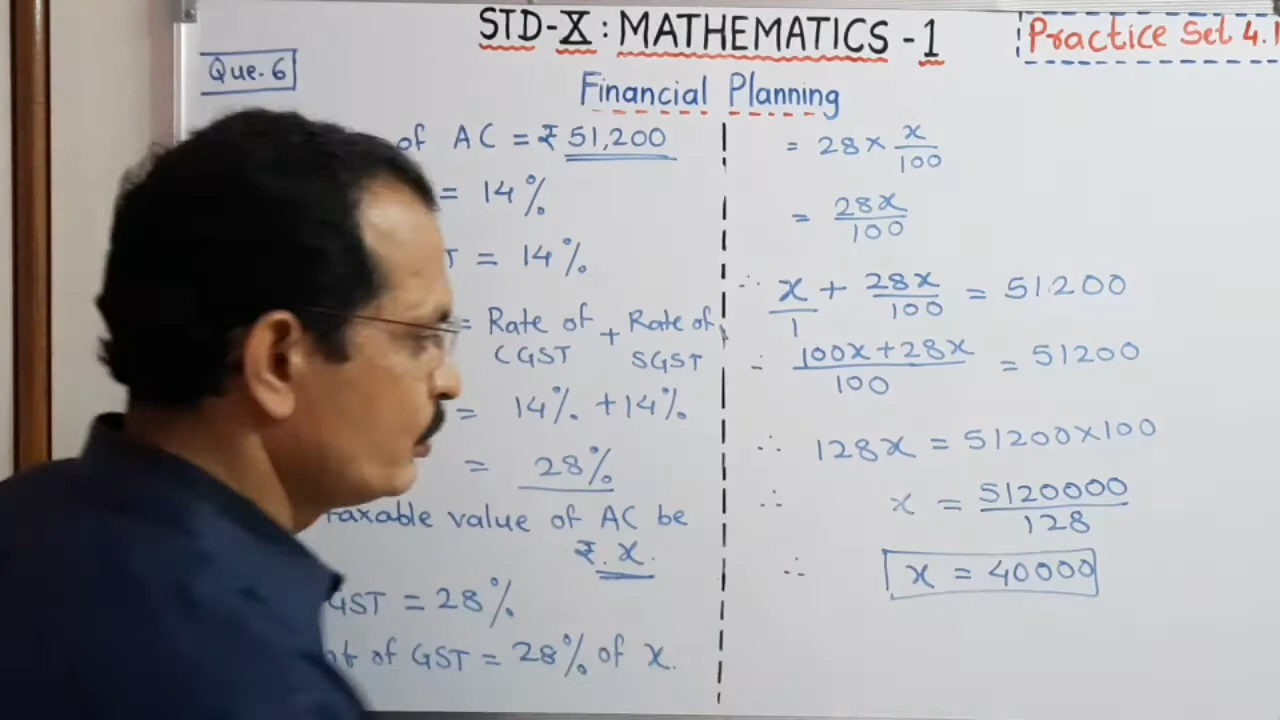 STD-X : MATHEMATICS - 1
Practice Set 4.1
Que. 6
Financial Planning
of AC = ₹ 51,200
= 14%
= 14%
= Rate of CGST + Rate of SGST
= 14% + 14%
= 28%
Taxable value of AC be
₹. x.
GST = 28%
of GST = 28% of x.
= 28 × x/100
= 28x/100
∴ x/1 + 28x/100 = 51200
∴ (100x + 28x)/100 = 51200
∴ 128x = 51200×100
∴ x = 5120000/128
∴ x = 40000